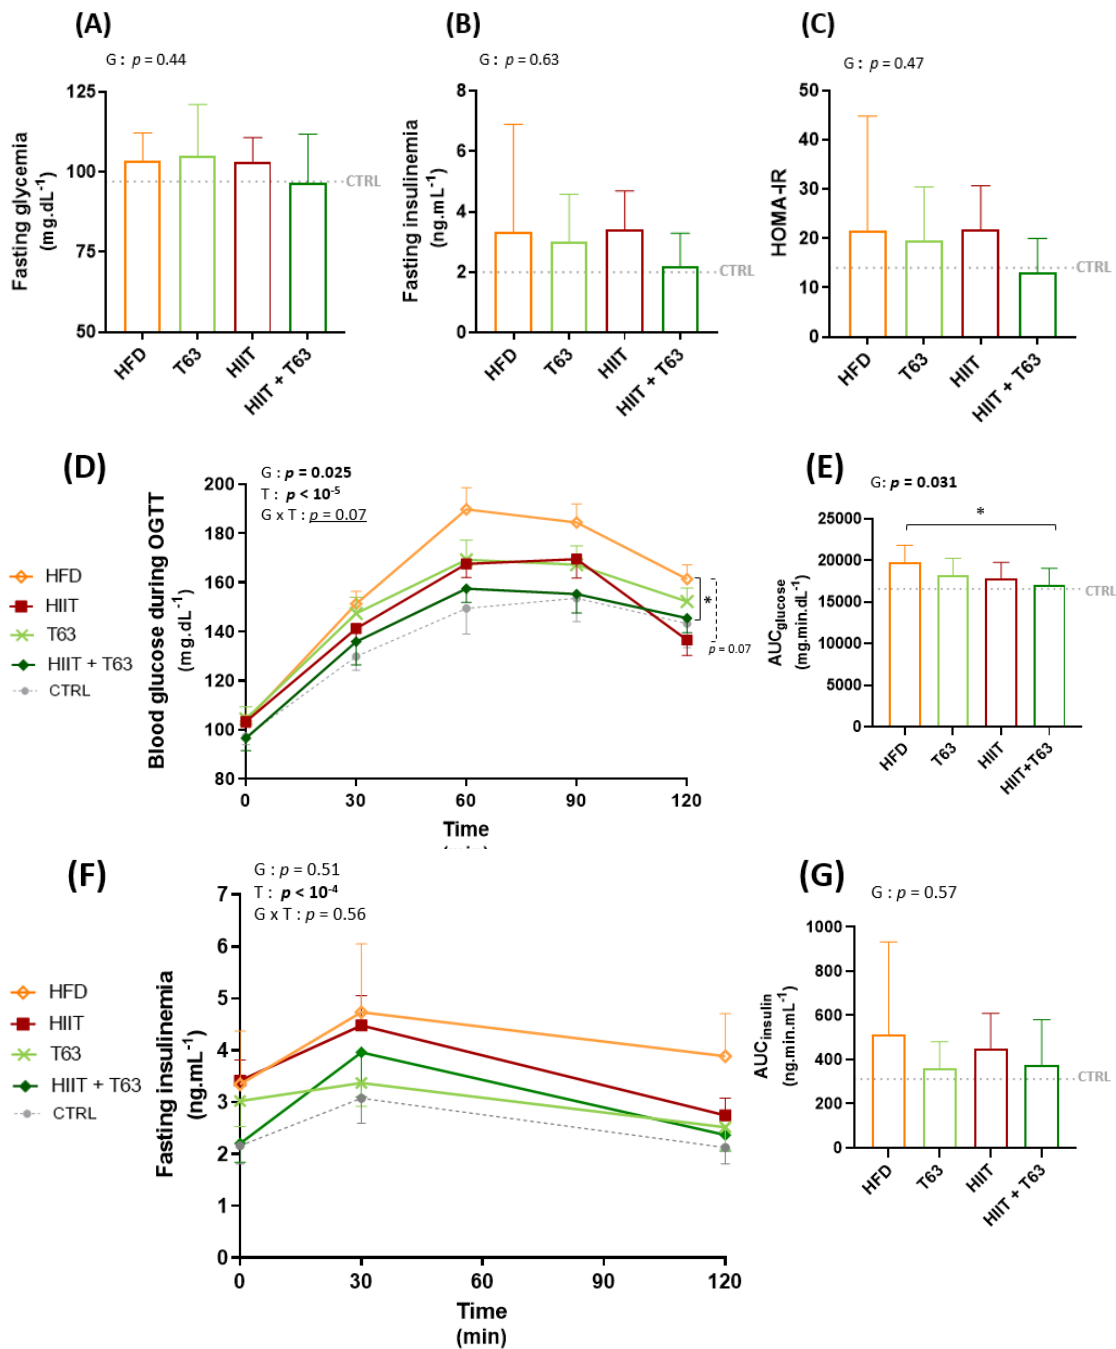 (A)
G : p = 0.44
Fasting glycemia
(mg.dL-1)
125
100
75
50
CTRL
HFD
T63
HIIT
HIIT + T63
(B)
G : p = 0.63
Fasting insulinemia
(ng.mL-1)
8
6
4
2
0
CTRL
HFD
T63
HIIT
HIIT + T63
(C)
G : p = 0.47
HOMA-IR
50
40
30
20
10
0
CTRL
HFD
T63
HIIT
HIIT + T63
(D)
G : p = 0.025
T : p < 10-5
G x T : p = 0.07
HFD
HIIT
T63
HIIT + T63
CTRL
Blood glucose during OGTT
(mg.dL-1)
200
180
160
140
120
100
80
0
30
60
90
120
Time
*
p = 0.07
(E)
G: p = 0.031
*
AUCglucose
(mg.min.dL-1)
25000
20000
15000
10000
5000
0
CTRL
HFD
T63
HIIT
HIIT+T63
(F)
G : p = 0.51
T : p < 10-4
G x T : p = 0.56
HFD
HIIT
T63
HIIT + T63
CTRL
Fasting insulinemia
(ng.mL-1)
7
6
5
4
3
2
1
0
0
30
60
90
120
Time
(min)
(G)
G : p = 0.57
AUCinsulin
(ng.min.mL-1)
1000
800
600
400
200
0
CTRL
HFD
T63
HIIT
HIIT + T63